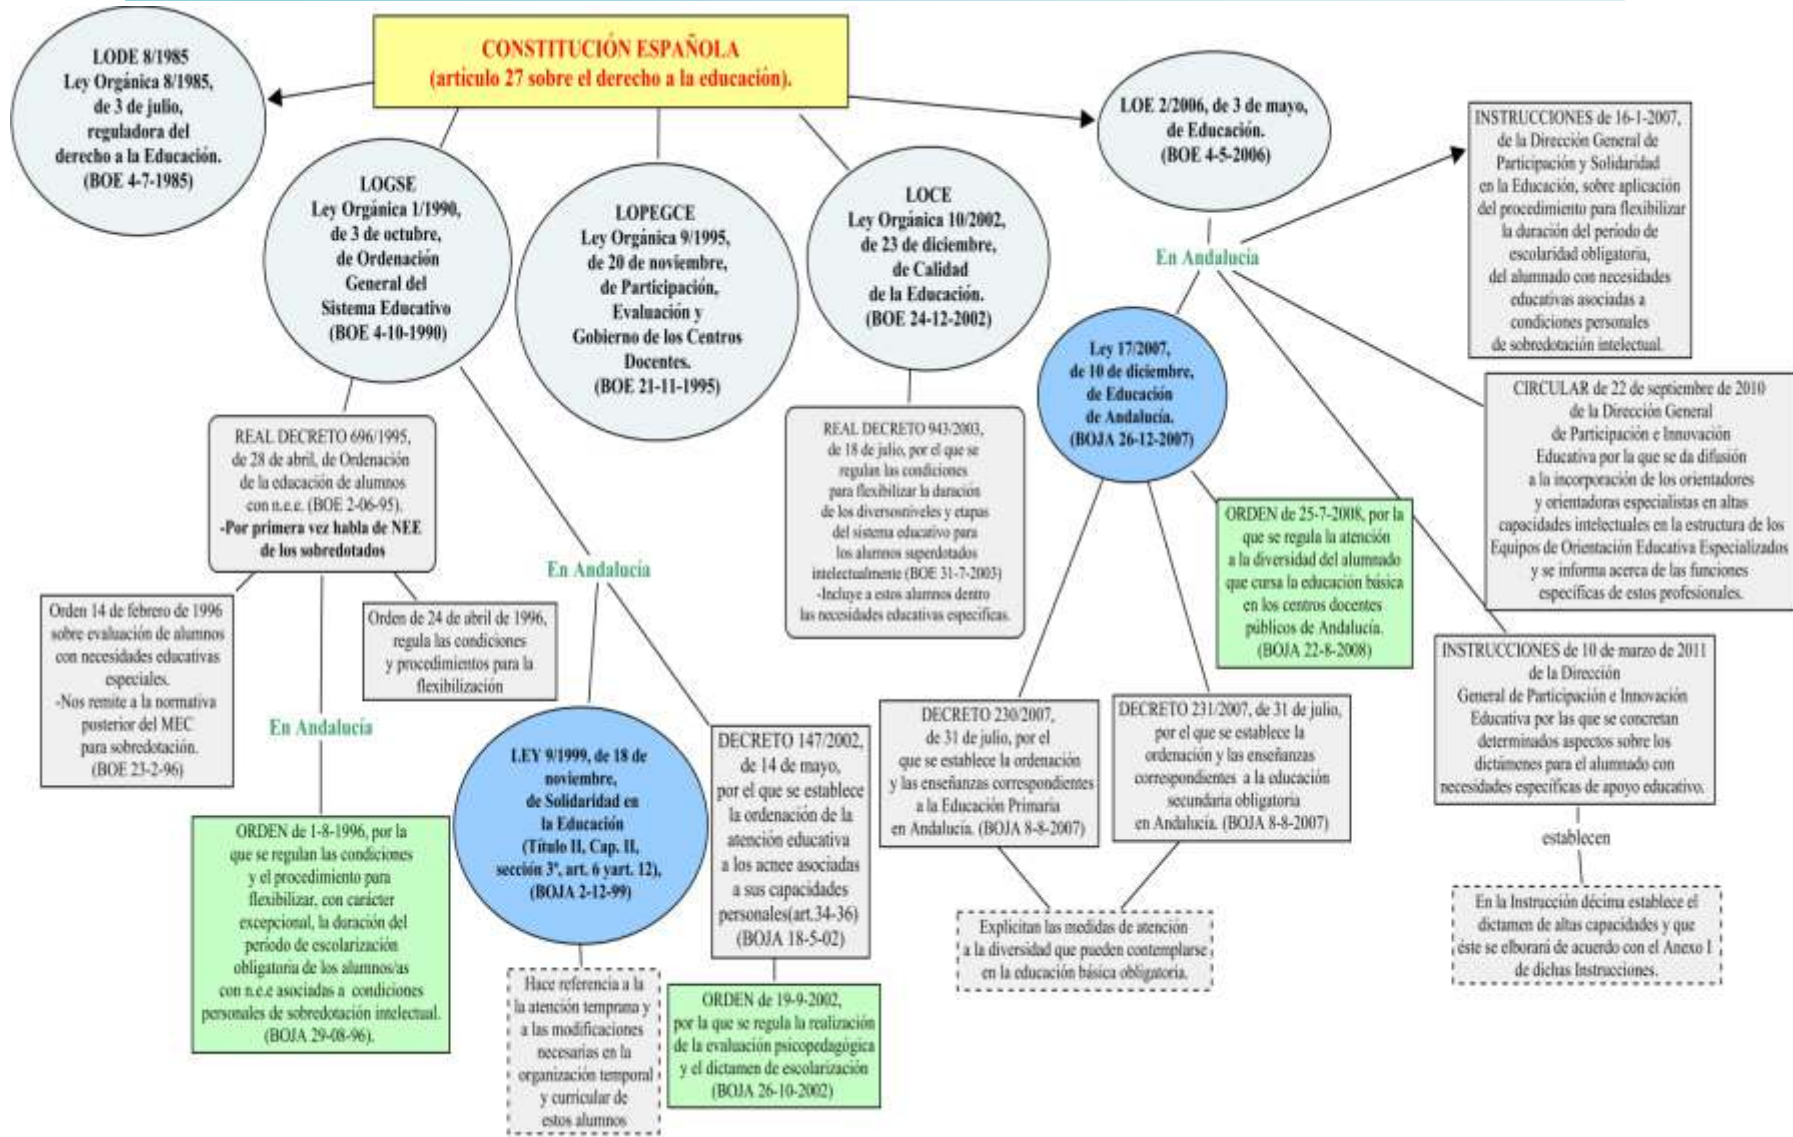 CONSTITUCIÓN ESPAÑOLA
(artículo 27 sobre el derecho a la educación).
LODE 8/1985
Ley Orgánica 8/1985,
de 3 de julio,
reguladora del
derecho a la Educación.
(BOE 4-7-1985)
LOGSE
Ley Orgánica 1/1990,
de 3 de octubre,
de Ordenación
General del
Sistema Educativo
(BOE 4-10-1990)
LOPEGCE
Ley Orgánica 9/1995,
de 20 de noviembre,
de Participación,
Evaluación y
Gobierno de los Centros
Docentes.
(BOE 21-11-1995)
LOCE
Ley Orgánica 10/2002,
de 23 de diciembre,
de Calidad
de la Educación.
(BOE 24-12-2002)
LOE 2/2006, de 3 de mayo,
de Educación.
(BOE 4-5-2006)
INSTRUCCIONES de 16-1-2007,
de la Dirección General de
Participación y Solidaridad
en la Educación, sobre aplicación
del procedimiento para flexibilizar
la duración del período de
escolaridad obligatoria,
del alumnado con necesidades
educativas asociadas a
condiciones personales
de sobredotación intelectual.
En Andalucía
Ley 17/2007,
de 10 de diciembre,
de Educación
de Andalucía.
(BOJA 26-12-2007)
CIRCULAR de 22 de septiembre de 2010
de la Dirección General
de Participación e Innovación
Educativa por la que se da difusión
a la incorporación de los orientadores
y orientadoras especialistas en altas
capacidades intelectuales en la estructura de los
Equipos de Orientación Educativa Especializados
y se informa acerca de las funciones
específicas de estos profesionales.
REAL DECRETO 696/1995,
de 28 de abril, de Ordenación
de la educación de alumnos
con n.e.e. (BOE 2-06-95).
-Por primera vez habla de NEE
de los sobredotados
REAL DECRETO 943/2003,
de 18 de julio, por el que se
regulan las condiciones
para flexibilizar la duración
de los diversosniveles y etapas
del sistema educativo para
los alumnos superdotados
intelectualmente (BOE 31-7-2003)
-Incluye a estos alumnos dentro
las necesidades educativas específicas.
ORDEN de 25-7-2008, por la
que se regula la atención
a la diversidad del alumnado
que cursa la educación básica
en los centros docentes
públicos de Andalucía.
(BOJA 22-8-2008)
En Andalucía
Orden 14 de febrero de 1996
sobre evaluación de alumnos
con necesidades educativas
especiales.
-Nos remite a la normativa
posterior del MEC
para sobredotación.
(BOE 23-2-96)
Orden de 24 de abril de 1996,
regula las condiciones
y procedimientos para la
flexibilización
INSTRUCCIONES de 10 de marzo de 2011
de la Dirección
General de Participación e Innovación
Educativa por las que se concretan
determinados aspectos sobre los
dictámenes para el alumnado con
necesidades específicas de apoyo educativo.
En Andalucía
LEY 9/1999, de 18 de
noviembre,
de Solidaridad en
la Educación
(Título II, Cap. II,
sección 3ª, art. 6 yart. 12),
(BOJA 2-12-99)
DECRETO 147/2002,
de 14 de mayo,
por el que se establece
la ordenación de la
atención educativa
a los acnee asociadas
a sus capacidades
personales(art.34-36)
(BOJA 18-5-02)
DECRETO 230/2007,
de 31 de julio, por el
que se establece la ordenación
y las enseñanzas correspondientes
a la Educación Primaria
en Andalucía. (BOJA 8-8-2007)
DECRETO 231/2007, de 31 de julio,
por el que se establece la
ordenación y las enseñanzas
correspondientes a la educación
secundaria obligatoria
en Andalucía. (BOJA 8-8-2007)
establecen
ORDEN de 1-8-1996, por la
que se regulan las condiciones
y el procedimiento para
flexibilizar, con carácter
excepcional, la duración del
período de escolarización
obligatoria de los alumnos/as
con n.e.e asociadas a condiciones
personales de sobredotación intelectual.
(BOJA 29-08-96).
Explicitan las medidas de atención
a la diversidad que pueden contemplarse
en la educación básica obligatoria.
En la Instrucción décima establece el
dictamen de altas capacidades y que
éste se elborará de acuerdo con el Anexo I
de dichas Instrucciones.
Hace referencia a la
la atención temprana y
a las modificaciones
necesarias en la
organización temporal
y curricular de
estos alumnos
ORDEN de 19-9-2002,
por la que se regula la realización
de la evaluación psicopedagógica
y el dictamen de escolarización
(BOJA 26-10-2002)